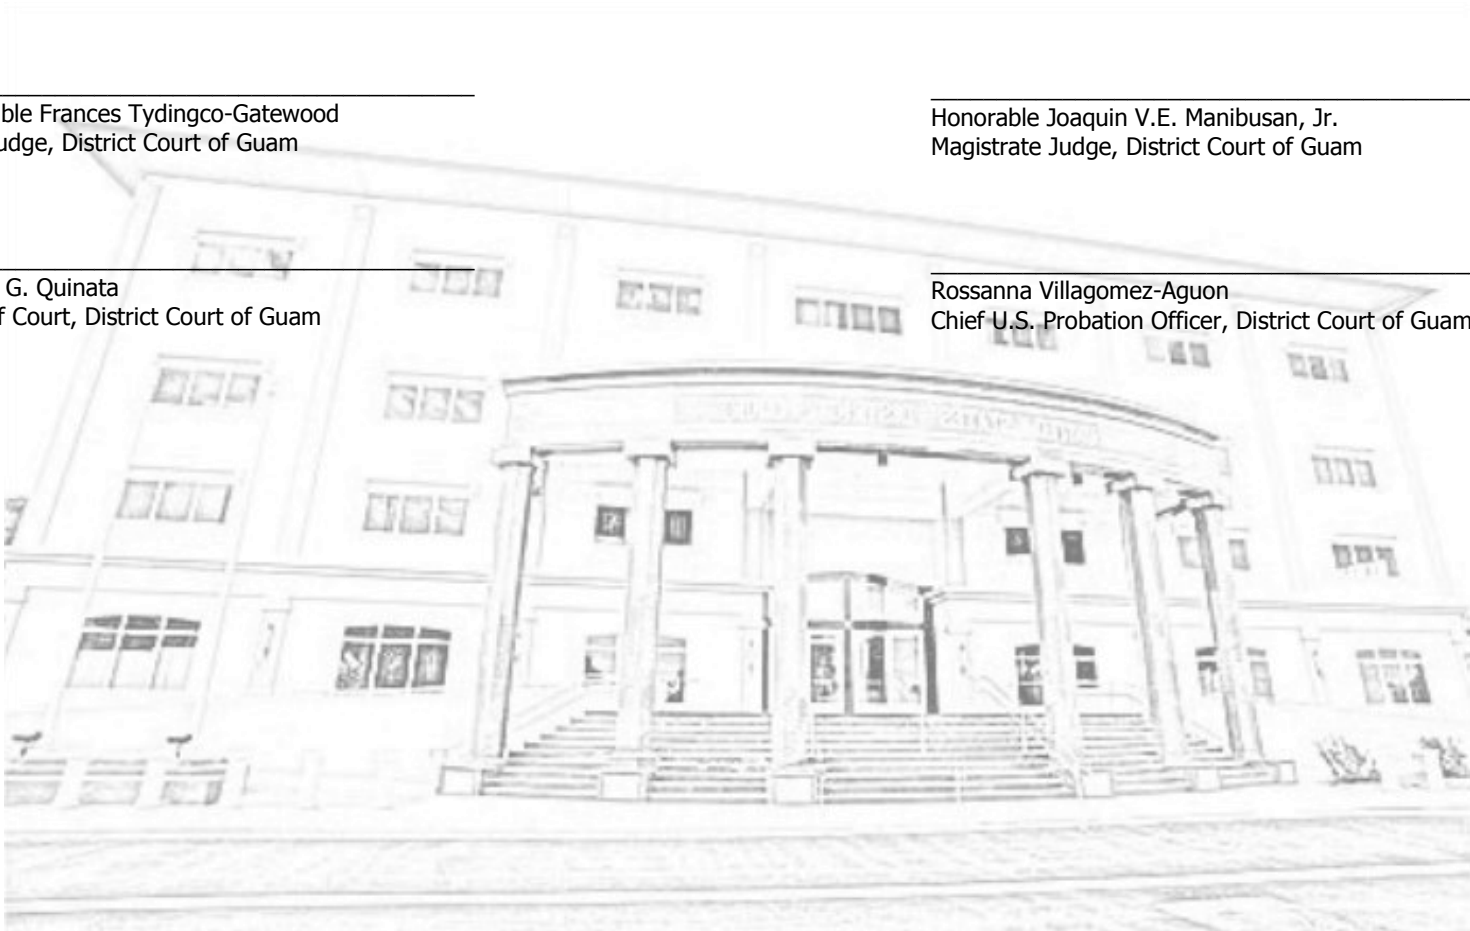 ble Frances Tydingco-Gatewood
udge, District Court of Guam
Honorable Joaquin V.E. Manibusan, Jr.
Magistrate Judge, District Court of Guam
G. Quinata
f Court, District Court of Guam
Rossanna Villagomez-Aguon
Chief U.S. Probation Officer, District Court of Guam